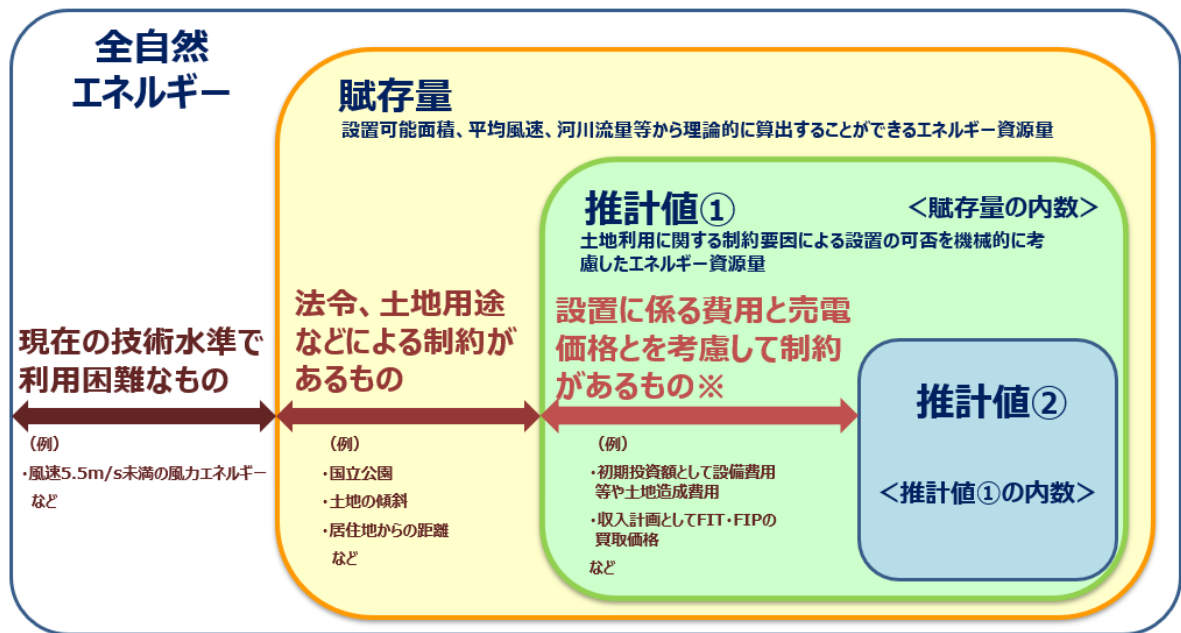 全自然
エネルギー
賦存量
設置可能面積、平均風速、河川流量等から理論的に算出することができるエネルギー資源量
推計値①
＜賦存量の内数＞
土地利用に関する制約要因による設置の可否を機械的に考
慮したエネルギー資源量
現在の技術水準で
利用困難なもの
法令、土地用途
などによる制約が
あるもの
設置に係る費用と売電
価格とを考慮して制約
があるもの※
推計値②
＜推計値①の内数＞
（例）
・風速5.5m/s未満の風力エネルギー
など
（例）
・国立公園
・土地の傾斜
・居住地からの距離
など
（例）
・初期投資額として設備費用
等や土地造成費用
・収入計画としてFIT・FIPの
買取価格
など